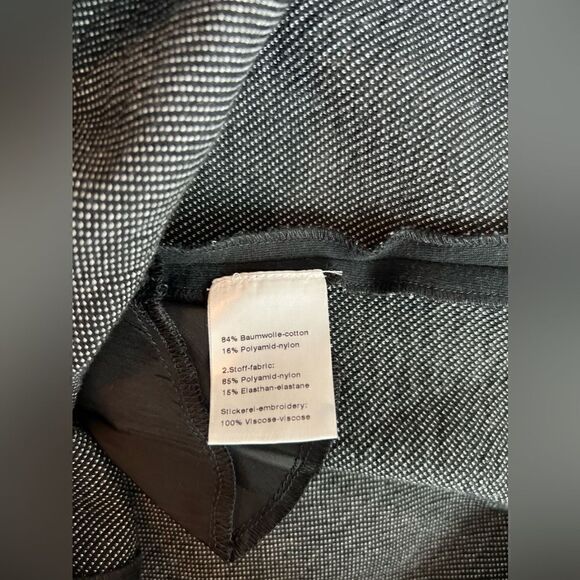 84% Baumwolle-cotton
16% Polyamid-nylon
2.Stoff-fabric:
85% Polyamid-nylon
15% Elasthan-elastane
Stickerei-embroidery:
100% Viscose-viscose